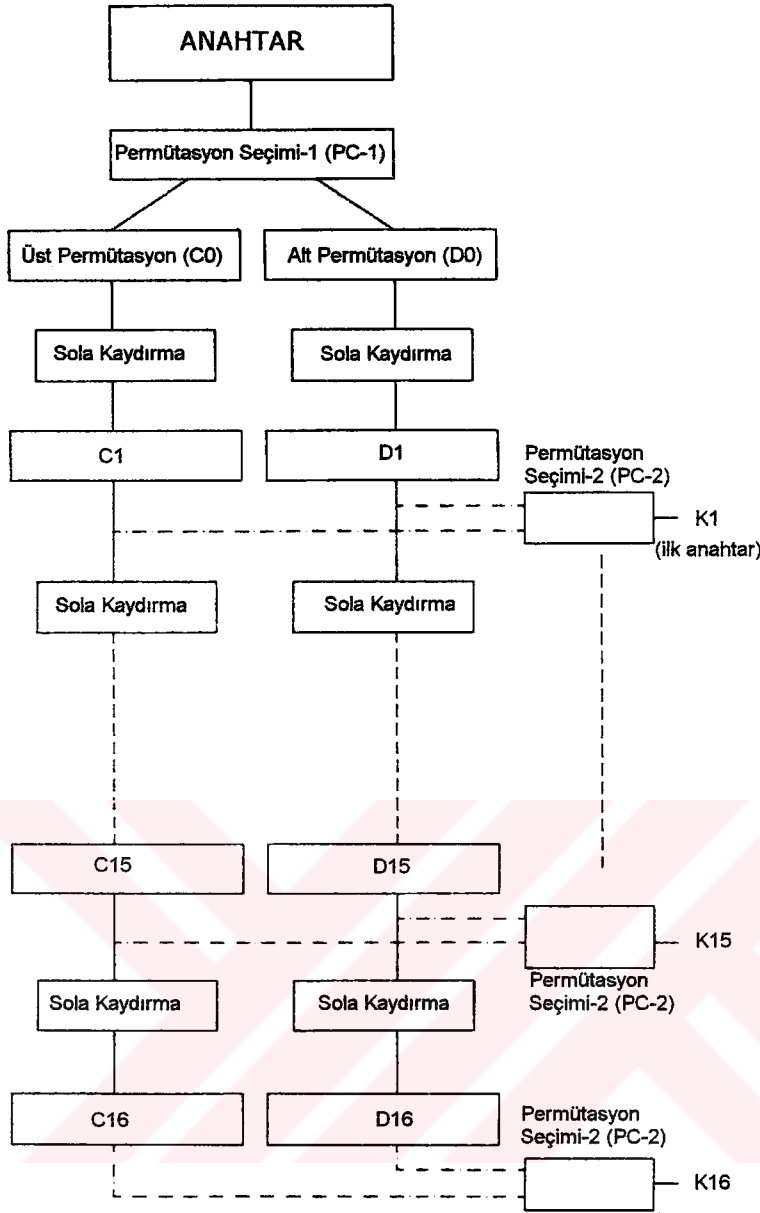 ANAHTAR
Permütasyon Seçimi-1 (PC-1)
Üst Permütasyon (C0)
Alt Permütasyon (D0)
Sola Kaydırma
Sola Kaydırma
C1
D1
Permütasyon
Seçimi-2 (PC-2)
K1
(ilk anahtar)
Sola Kaydırma
Sola Kaydırma
C15
D15
K15
Permütasyon
Seçimi-2 (PC-2)
Sola Kaydırma
Sola Kaydırma
C16
D16
Permütasyon
Seçimi-2 (PC-2)
K16